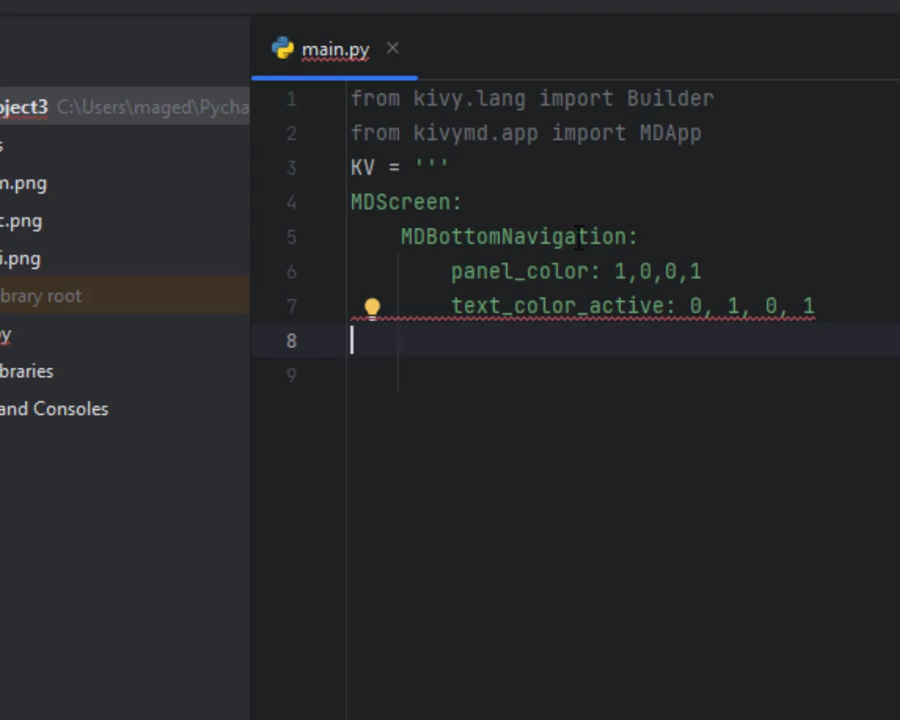 main.py
oject3 C:\Users\maged\Pycha
s
n.png
c.png
i.png
brary root
oy
braries
and Consoles
1 from kivy.lang import Builder
2 from kivymd.app import MDApp
3 KV = '''
4 MDScreen:
5     MDBottomNavigation:
6         panel_color: 1,0,0,1
7         text_color_active: 0, 1, 0, 1
8
9